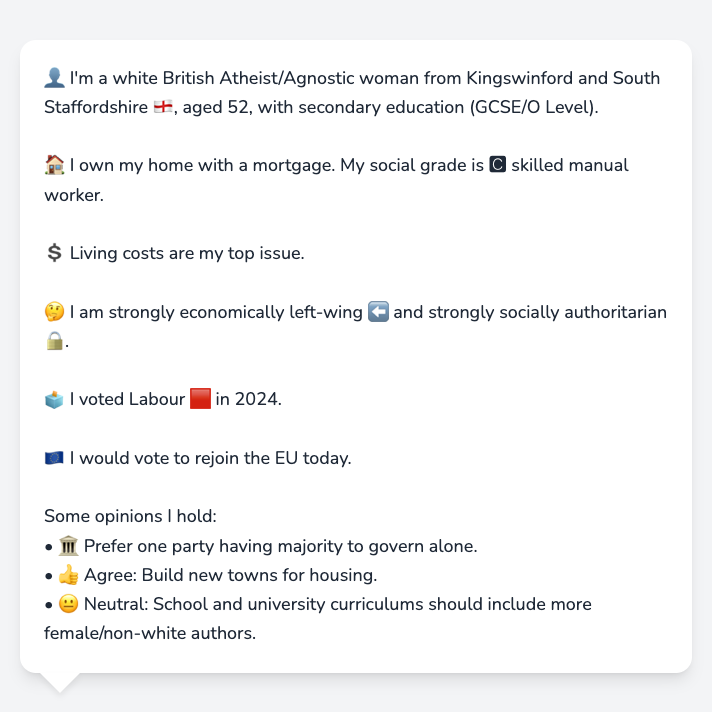 👤 I'm a white British Atheist/Agnostic woman from Kingswinford and South
Staffordshire 🏴󠁧󠁢󠁥󠁮󠁧󠁿, aged 52, with secondary education (GCSE/O Level).
🏠 I own my home with a mortgage. My social grade is 🅲 skilled manual
worker.
💲 Living costs are my top issue.
🤔 I am strongly economically left-wing ⬅️ and strongly socially authoritarian
🔒.
🗳️ I voted Labour 🟥 in 2024.
🇪🇺 I would vote to rejoin the EU today.
Some opinions I hold:
• 🏛️ Prefer one party having majority to govern alone.
• 👍 Agree: Build new towns for housing.
• 😐 Neutral: School and university curriculums should include more
female/non-white authors.